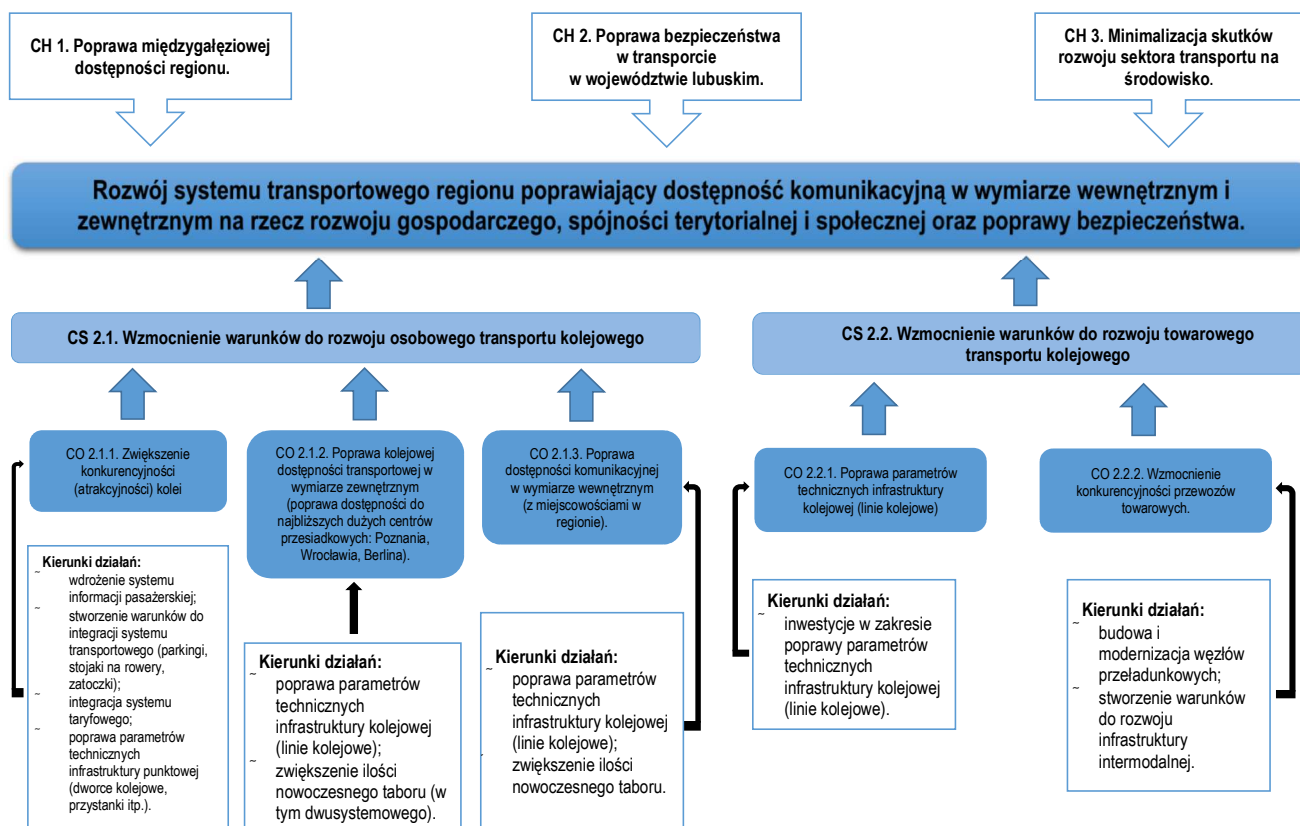 CH 1. Poprawa międzygałęziowej
dostępności regionu.
CH 2. Poprawa bezpieczeństwa
w transporcie
w województwie lubuskim.
CH 3. Minimalizacja skutków
rozwoju sektora transportu na
środowisko.
Rozwój systemu transportowego regionu poprawiający dostępność komunikacyjną w wymiarze wewnętrznym i
zewnętrznym na rzecz rozwoju gospodarczego, spójności terytorialnej i społecznej oraz poprawy bezpieczeństwa.
CS 2.1. Wzmocnienie warunków do rozwoju osobowego transportu kolejowego
CS 2.2. Wzmocnienie warunków do rozwoju towarowego
transportu kolejowego
CO 2.1.1. Zwiększenie
konkurencyjności
(atrakcyjności) kolei
CO 2.1.2. Poprawa kolejowej
dostępności transportowej w
wymiarze zewnętrznym
(poprawa dostępności do
najbliższych dużych centrów
przesiadkowych: Poznania,
Wrocławia, Berlina).
CO 2.1.3. Poprawa
dostępności komunikacyjnej
w wymiarze wewnętrznym
(z miejscowościami w
regionie).
CO 2.2.1. Poprawa parametrów
technicznych infrastruktury
kolejowej (linie kolejowe)
CO 2.2.2. Wzmocnienie
konkurencyjności przewozów
towarowych.
Kierunki działań:
~ wdrożenie systemu
informacji pasażerskiej;
~ stworzenie warunków do
integracji systemu
transportowego (parkingi,
stojaki na rowery,
zatoczki);
~ integracja systemu
taryfowego;
~ poprawa parametrów
technicznych
infrastruktury punktowej
(dworce kolejowe,
przystanki itp.).
Kierunki działań:
~ poprawa parametrów
technicznych
infrastruktury kolejowej
(linie kolejowe);
~ zwiększenie ilości
nowoczesnego taboru (w
tym dwusystemowego).
Kierunki działań:
~ poprawa parametrów
technicznych
infrastruktury kolejowej
(linie kolejowe);
~ zwiększenie ilości
nowoczesnego taboru.
Kierunki działań:
~ inwestycje w zakresie
poprawy parametrów
technicznych
infrastruktury kolejowej
(linie kolejowe).
Kierunki działań:
~ budowa i
modernizacja węzłów
przeładunkowych;
~ stworzenie warunków
do rozwoju
infrastruktury
intermodalnej.